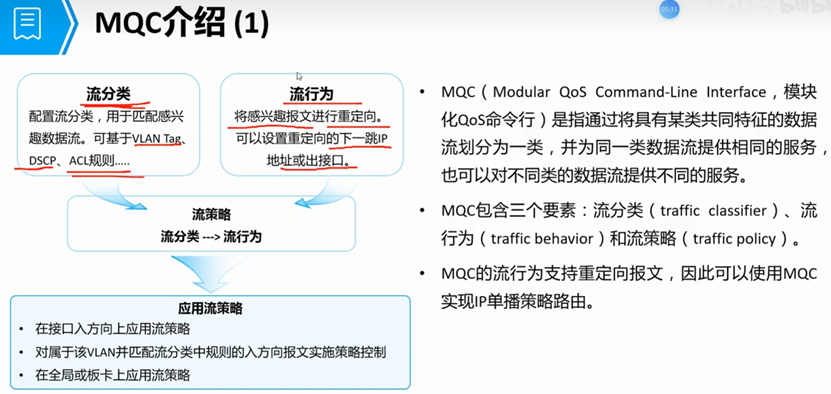 MQC介绍 (1)
05:33
流分类
配置流分类，用于匹配感兴
趣数据流。可基于VLAN Tag、
DSCP、ACL规则.....
流行为
将感兴趣报文进行重定向。
可以设置重定向的下一跳IP
地址或出接口。
流策略
流分类 ---> 流行为
应用流策略
• 在接口入方向上应用流策略
• 对属于该VLAN并匹配流分类中规则的入方向报文实施策略控制
• 在全局或板卡上应用流策略
• MQC（Modular QoS Command-Line Interface，模块
化QoS命令行）是指通过将具有某类共同特征的数据
流划分为一类，并为同一类数据流提供相同的服务，
也可以对不同类的数据流提供不同的服务。
• MQC包含三个要素：流分类（traffic classifier）、流
行为（traffic behavior）和流策略（traffic policy）。
• MQC的流行为支持重定向报文，因此可以使用MQC
实现IP单播策略路由。